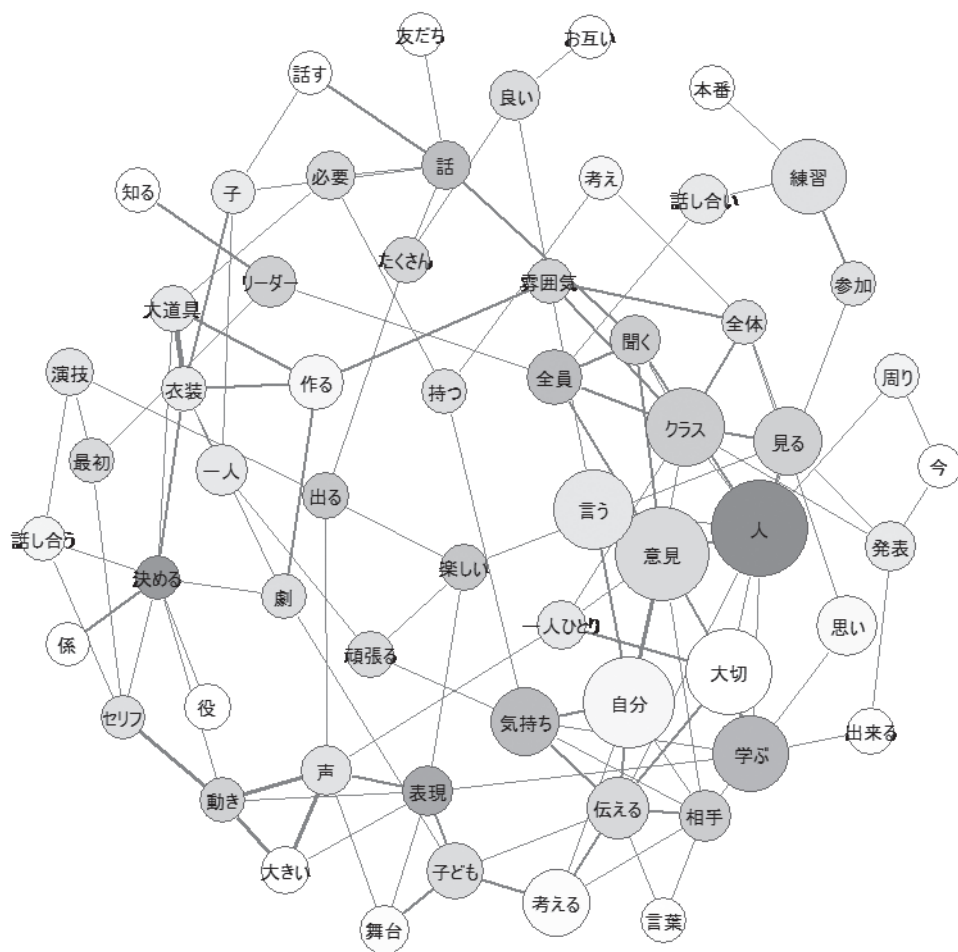 友だち
お互い
話す
良い
本番
話
必要
考え
練習
知る
子
話し合い
たくさん
リーダー
雰囲気
参加
大道具
全体
聞く
演技
衣装
作る
全員
持つ
周り
クラス
見る
最初
一人
今
出る
言う
人
話し合う
発表
意見
決める
楽しい
劇
一人ひとり
思い
係
頑張る
大切
自分
セリフ
役
気持ち
出来る
学ぶ
声
動き
表現
伝える
相手
大きい
子ども
考える
言葉
舞台